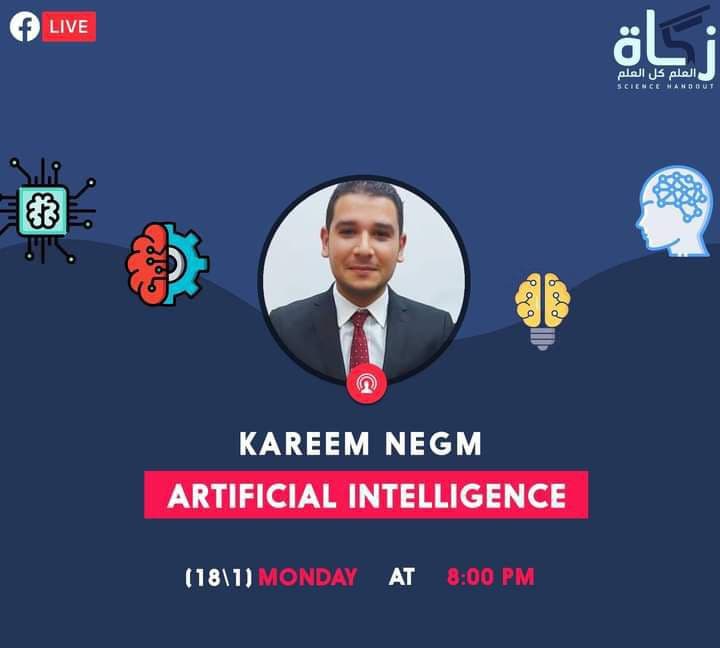 LIVE
زكاة
العلم كل العلم
SCIENCE HANDOUT
KAREEM NEGM
ARTIFICIAL INTELLIGENCE
(18\1) MONDAY AT 8:00 PM